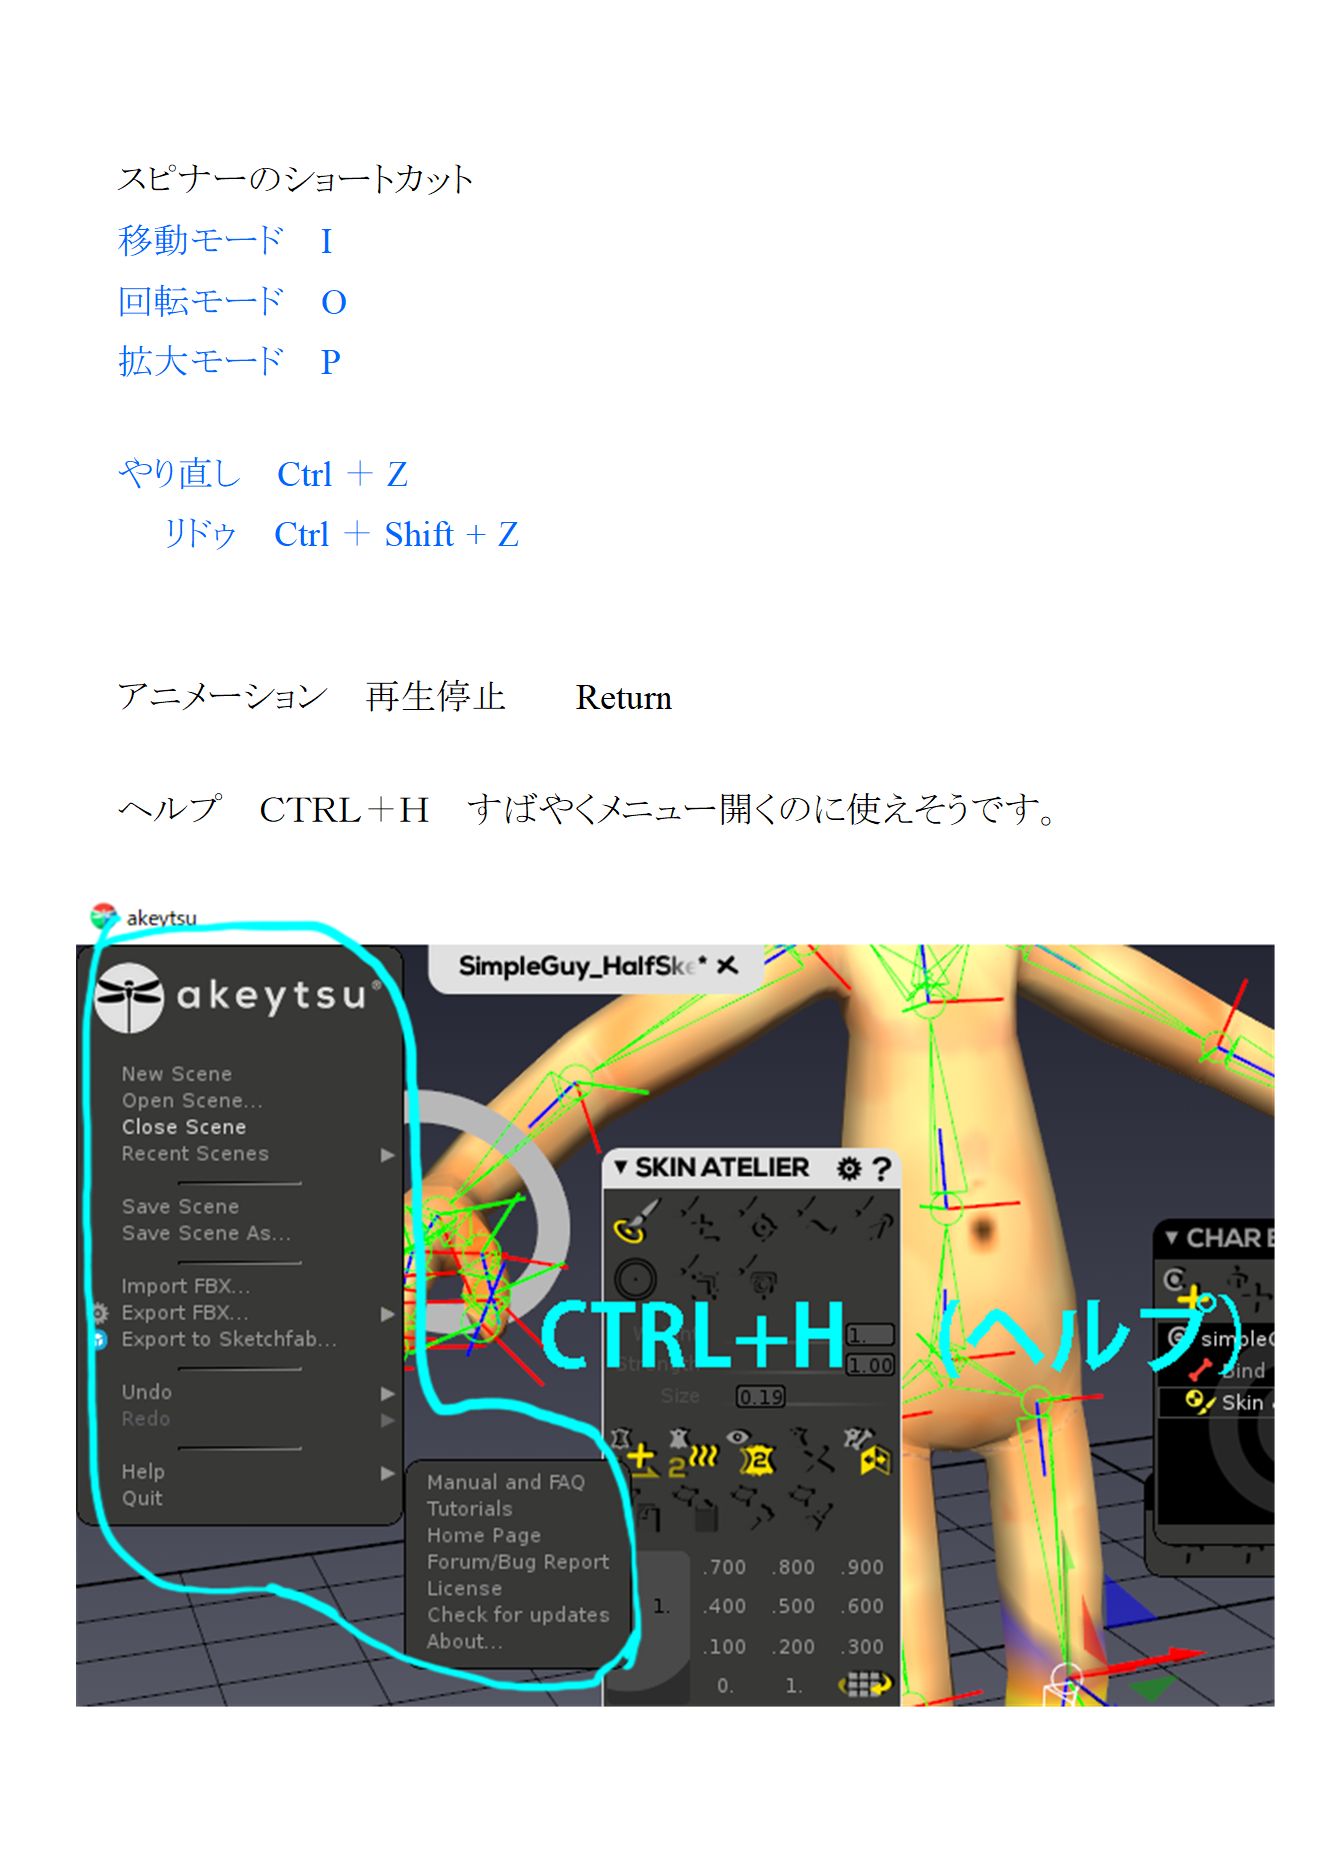 スピナーのショートカット
移動モード　I
回転モード　O
拡大モード　P
やり直し　Ctrl ＋ Z
リドゥ　Ctrl ＋ Shift + Z
アニメーション　再生停止　　Return
ヘルプ　ＣＴＲＬ＋Ｈ　すばやくメニュー開くのに使えそうです。
akeytsu
akeytsu®
SimpleGuy_HalfSke*
New Scene
Open Scene...
Close Scene
Recent Scenes
Save Scene
Save Scene As...
Import FBX...
Export FBX...
Export to Sketchfab...
Undo
Redo
Help
Quit
Manual and FAQ
Tutorials
Home Page
Forum/Bug Report
License
Check for updates
About...
SKIN ATELIER
?
CTRL+H　(ヘルプ)
1.
Strength
1.00
Size
0.19
2
2
1.
.700 .800 .900
.400 .500 .600
.100 .200 .300
0. 1.
CHAR
simple
Bind
Skin